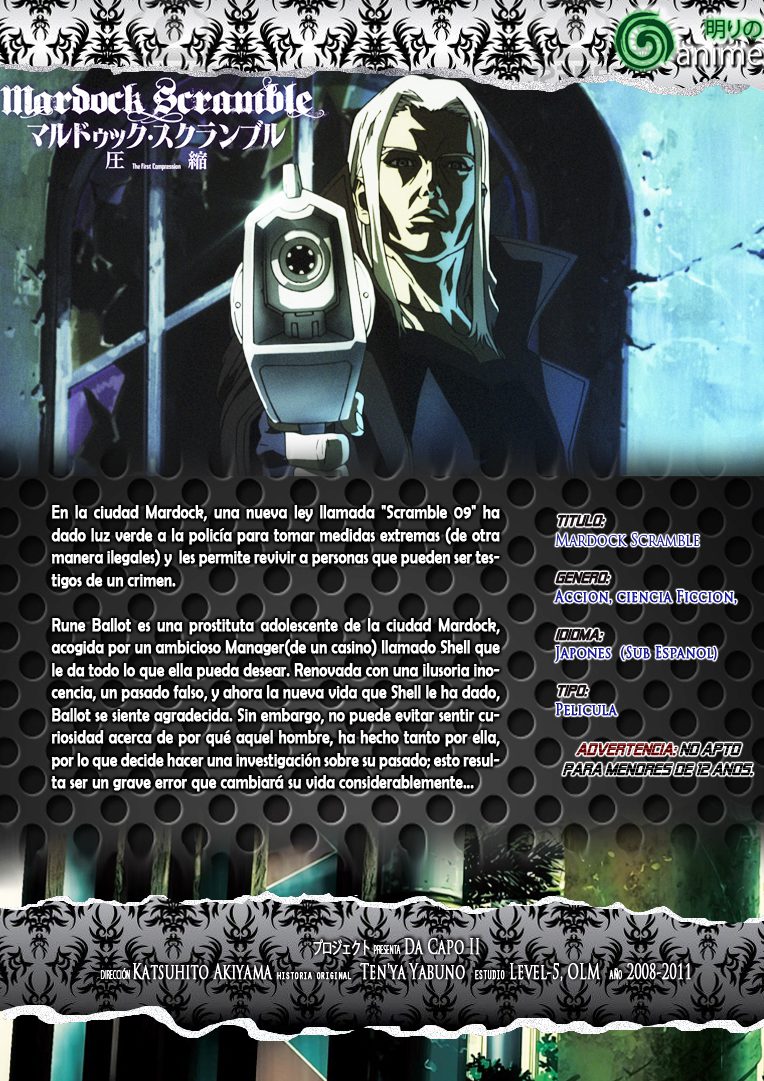 明りの
anime
Mardock Scramble
マルドゥック・スクランブル
圧 The First Compression 縮
En la ciudad Mardock, una nueva ley llamada "Scramble 09" ha
dado luz verde a la policía para tomar medidas extremas (de otra
manera ilegales) y les permite revivir a personas que pueden ser tes-
tigos de un crimen.
Rune Ballot es una prostituta adolescente de la ciudad Mardock,
acogida por un ambicioso Manager(de un casino) llamado Shell que
le da todo lo que ella pueda desear. Renovada con una ilusoria ino-
cencia, un pasado falso, y ahora la nueva vida que Shell le ha dado,
Ballot se siente agradecida. Sin embargo, no puede evitar sentir cu-
riosidad acerca de por qué aquel hombre, ha hecho tanto por ella,
por lo que decide hacer una investigación sobre su pasado; esto resul-
ta ser un grave error que cambiará su vida considerablemente...
TITULO:
Mardock Scramble
GENERO:
Accion, ciencia Ficcion,
IDIOMA:
Japones (Sub Espanol)
TIPO:
Pelicula
ADVERTENCIA: NO APTO
PARA MENORES DE 12 ANOS.
プロジェクト PRESENTA Da Capo II
DIRECCIÓN Katsuhito Akiyama HISTORIA ORIGINAL Ten'ya Yabuno ESTUDIO Level-5, OLM AÑO 2008-2011